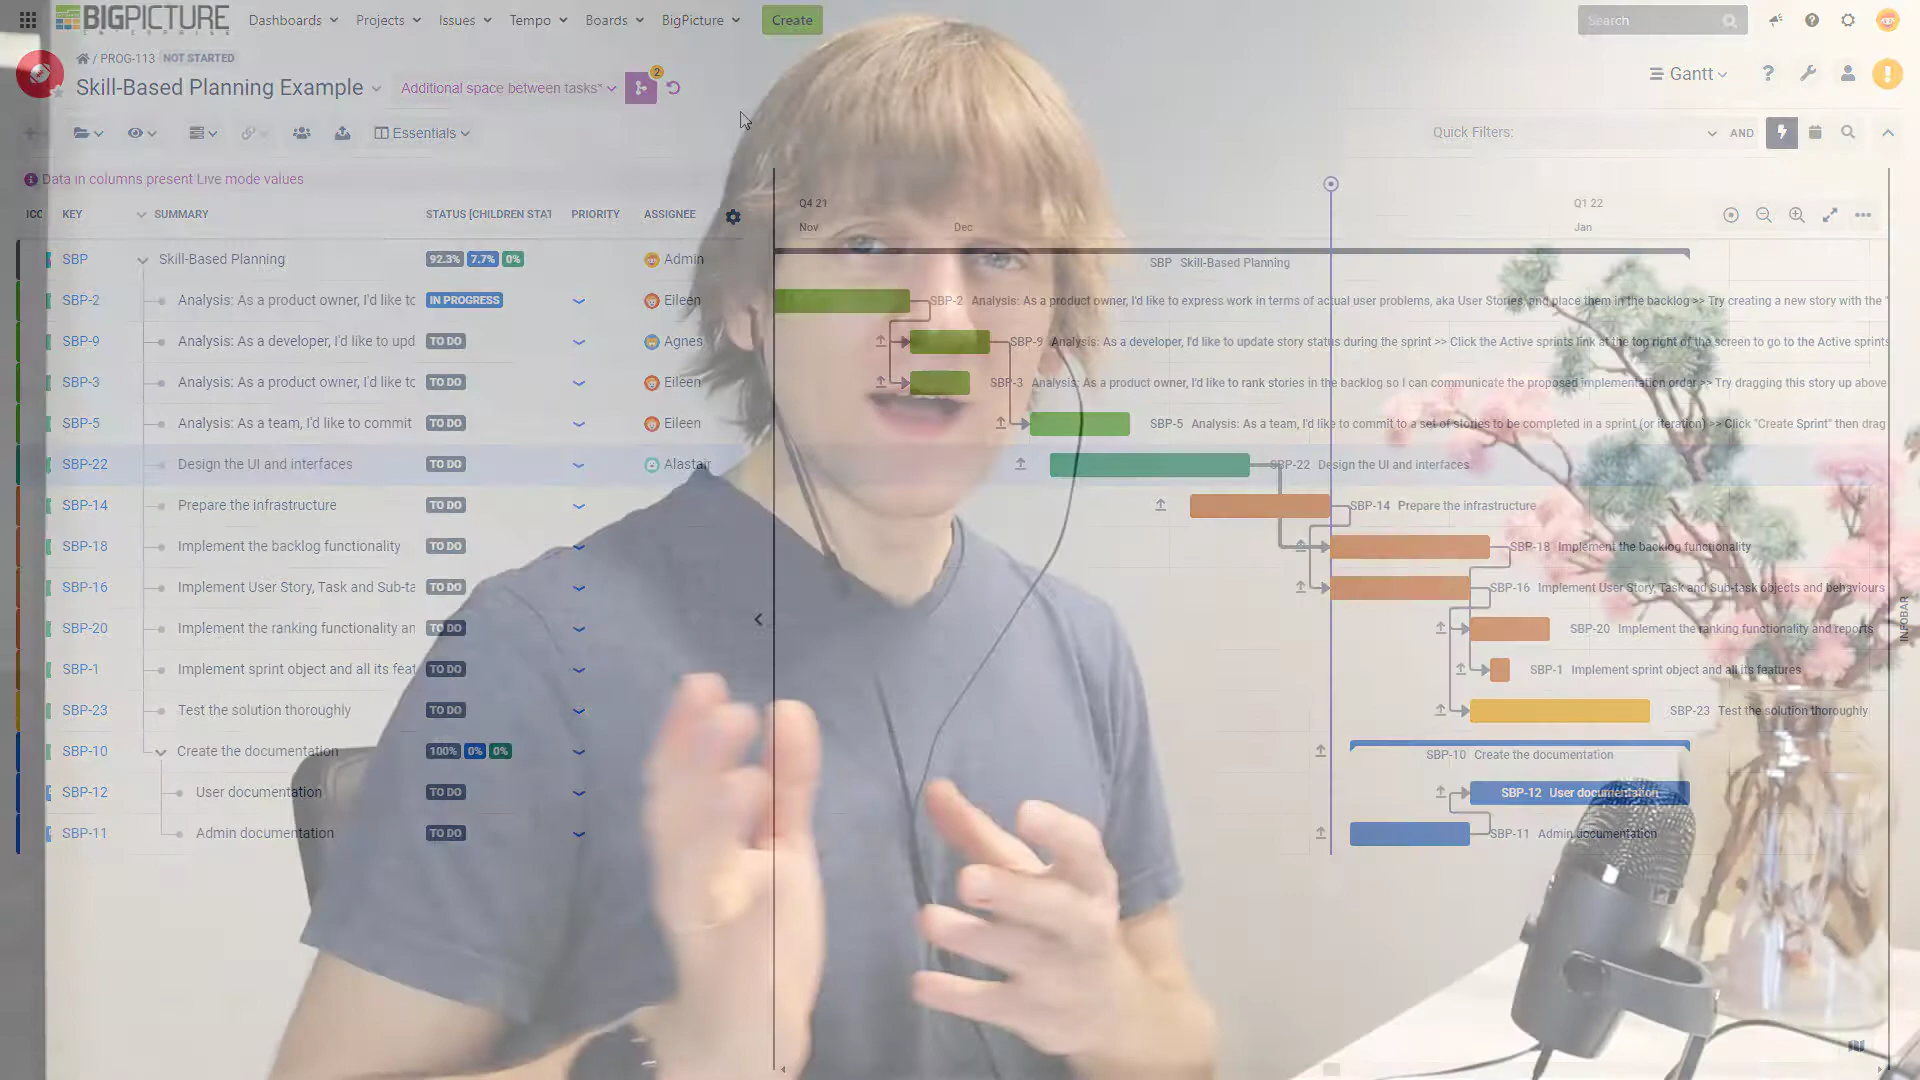 BIGPICTURE
ENTERPRISE
Dashboards Projects Issues Tempo Boards BigPicture Create Search
/ PROG-113 NOT STARTED
Skill-Based Planning Example Additional space between tasks* 2 Gantt ?
Essentials Quick Filters: AND
Data in columns present Live mode values
KEY SUMMARY STATUS [CHILDREN STAT PRIORITY ASSIGNEE
Q4 21 Q1 22
Nov Dec Jan
SBP Skill-Based Planning 92.3% 7.7% 0% Admin SBP Skill-Based Planning
SBP-2 Analysis: As a product owner, I'd like to IN PROGRESS Eileen SBP-2 Analysis: As a product owner, I'd like to express work in terms of actual user problems, aka User Stories, and place them in the backlog >> Try creating a new story with the "
SBP-9 Analysis: As a developer, I'd like to upd TO DO Agnes SBP-9 Analysis: As a developer, I'd like to update story status during the sprint >> Click the Active sprints link at the top right of the screen to go to the Active sprints
SBP-3 Analysis: As a product owner, I'd like to TO DO Eileen SBP-3 Analysis: As a product owner, I'd like to rank stories in the backlog so I can communicate the proposed implementation order >> Try dragging this story up above
SBP-5 Analysis: As a team, I'd like to commit TO DO Eileen SBP-5 Analysis: As a team, I'd like to commit to a set of stories to be completed in a sprint (or iteration) >> Click "Create Sprint" then drag
SBP-22 Design the UI and interfaces TO DO Alastair SBP-22 Design the UI and interfaces
SBP-14 Prepare the infrastructure TO DO SBP-14 Prepare the infrastructure
SBP-18 Implement the backlog functionality TO DO SBP-18 Implement the backlog functionality
SBP-16 Implement User Story, Task and Sub-ta TO DO SBP-16 Implement User Story, Task and Sub-task objects and behaviours
SBP-20 Implement the ranking functionality an TO DO SBP-20 Implement the ranking functionality and reports
SBP-1 Implement sprint object and all its feat TO DO SBP-1 Implement sprint object and all its features
SBP-23 Test the solution thoroughly TO DO SBP-23 Test the solution thoroughly
SBP-10 Create the documentation 100% 0% 0% SBP-10 Create the documentation
SBP-12 User documentation TO DO SBP-12 User documentation
SBP-11 Admin documentation TO DO SBP-11 Admin documentation
INFOBAR